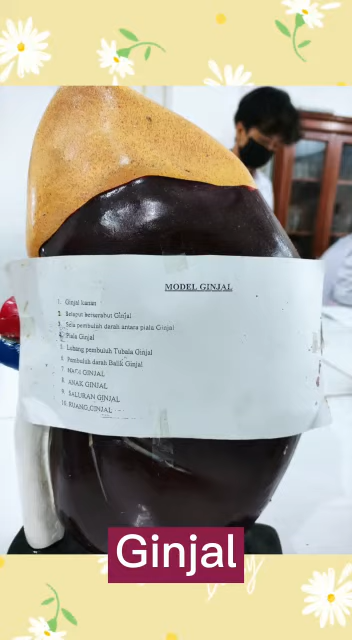 MODEL GINJAL
1. Ginjal kanan
2. Selaput berserabut Ginjal
3. Sela pembuluh darah antara piala Ginjal
4. Piala Ginjal
5. Lubang pembuluh Tubala Ginjal
6. Pembuluh darah Balik Ginjal
7. GINJAL
8. ANAK GINJAL
9. SALURAN GINJAL
10. RUANG GINJAL
Ginjal